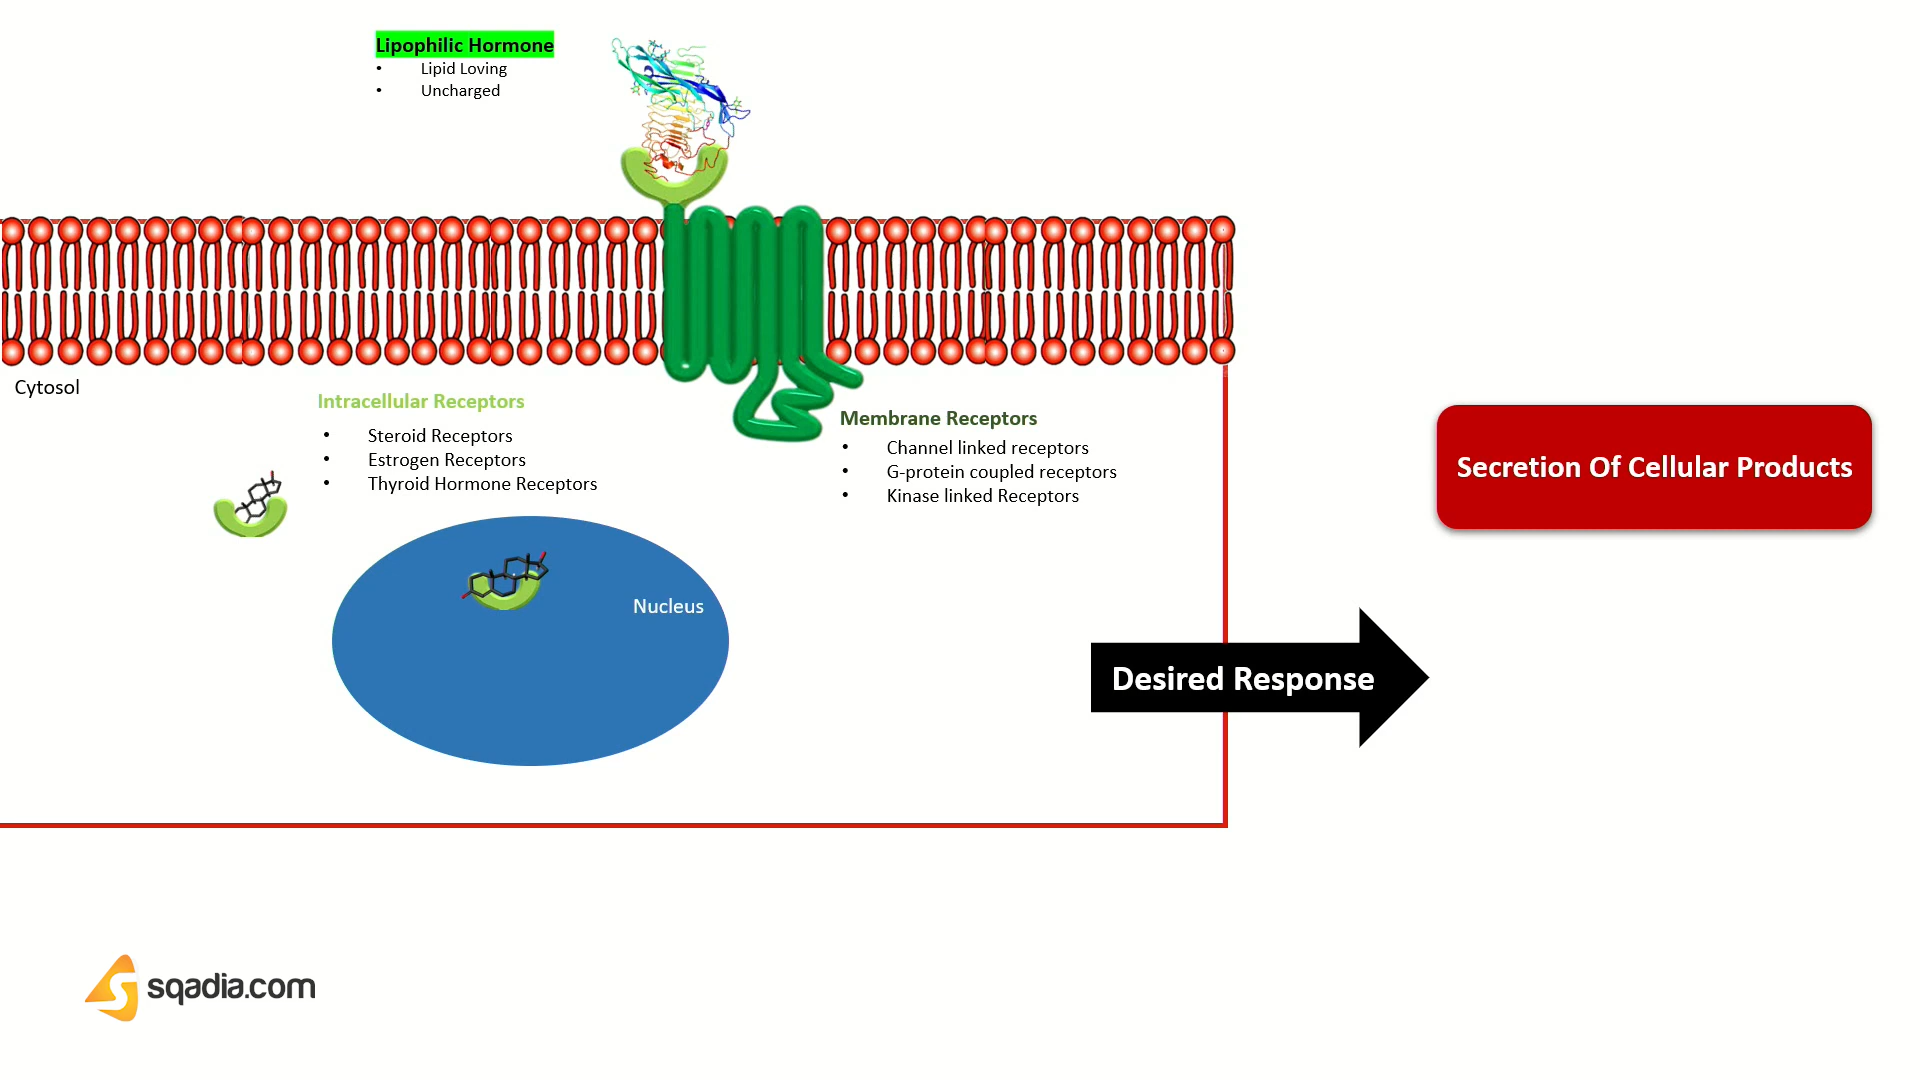 Lipophilic Hormone
• Lipid Loving
• Uncharged
Cytosol
Intracellular Receptors
• Steroid Receptors
• Estrogen Receptors
• Thyroid Hormone Receptors
Membrane Receptors
• Channel linked receptors
• G-protein coupled receptors
• Kinase linked Receptors
Secretion Of Cellular Products
Nucleus
Desired Response
sqadia.com